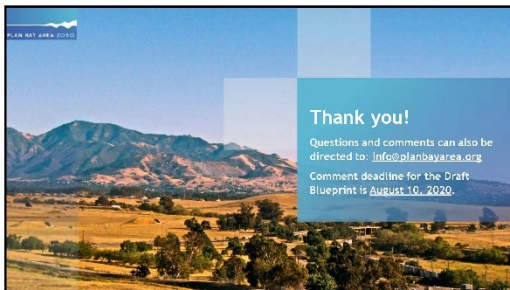 PLAN BAY AREA 2050
Thank you!
Questions and comments can also be
directed to: info@planbayarea.org
Comment deadline for the Draft
Blueprint is August 10, 2020.